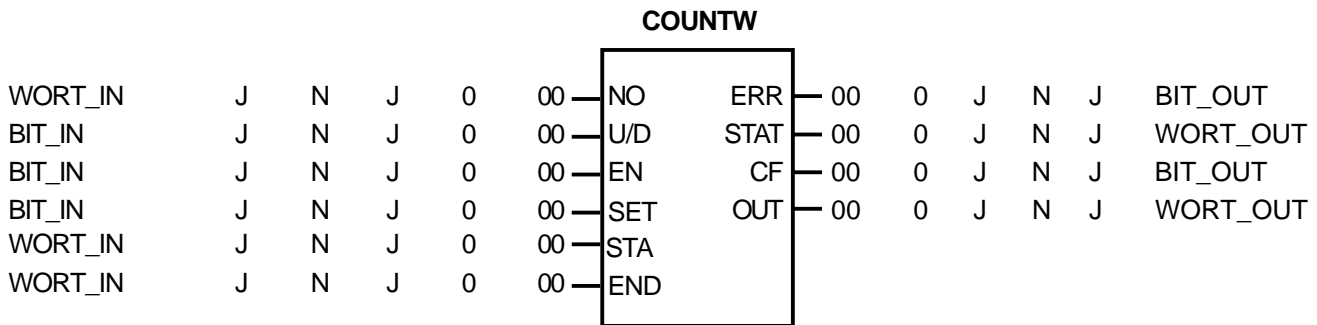 COUNTW
WORT_IN J N J 0 00 NO ERR 00 0 J N J BIT_OUT
BIT_IN J N J 0 00 U/D STAT 00 0 J N J WORT_OUT
BIT_IN J N J 0 00 EN CF 00 0 J N J BIT_OUT
BIT_IN J N J 0 00 SET OUT 00 0 J N J WORT_OUT
WORT_IN J N J 0 00 STA
WORT_IN J N J 0 00 END